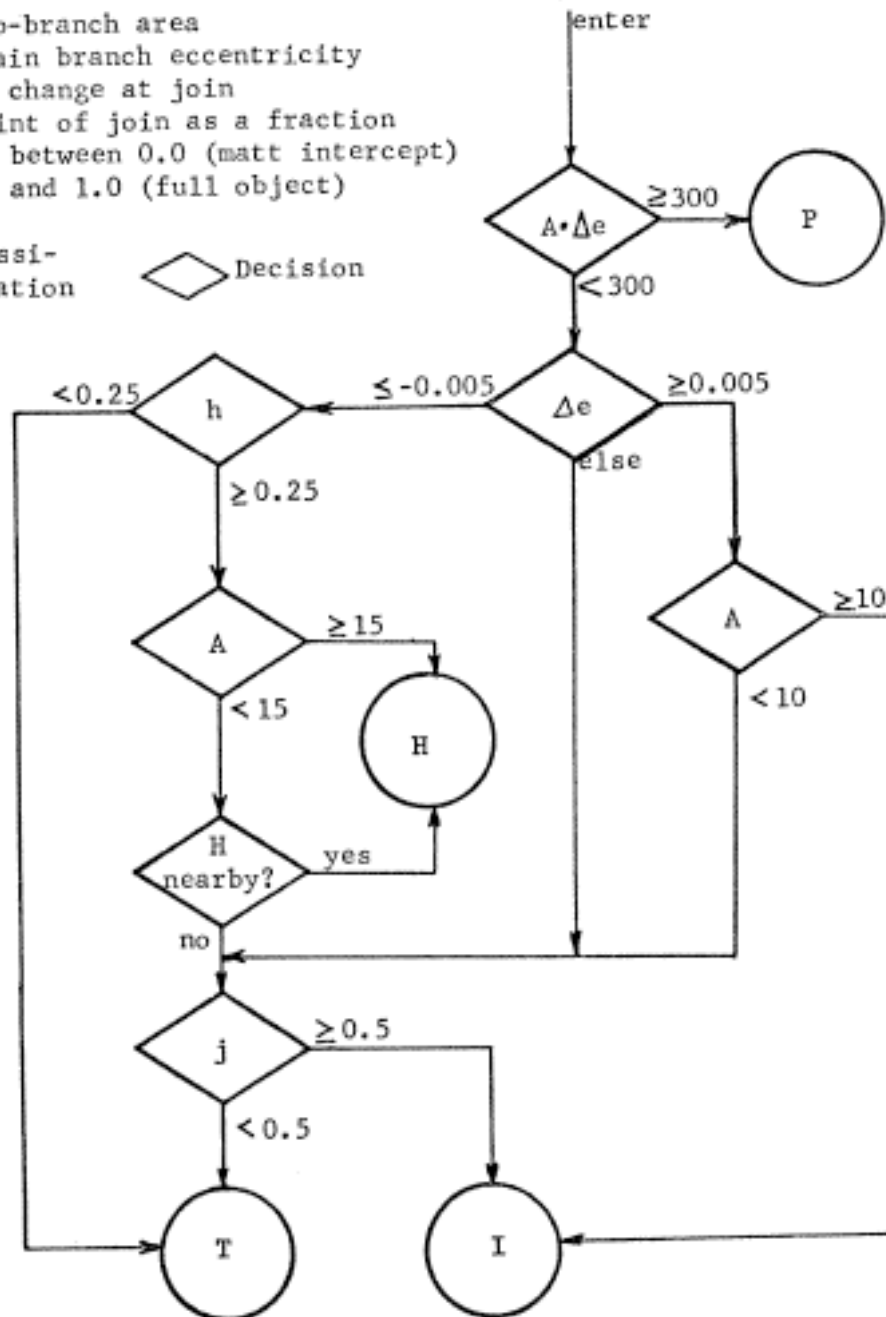 -branch area
ain branch eccentricity
change at join
int of join as a fraction
between 0.0 (matt intercept)
and 1.0 (full object)
ssi-
ation
Decision
enter
A•Δe
≥300
P
<300
<0.25
h
≤-0.005
Δe
≥0.005
else
≥0.25
A
≥15
<15
H
A
≥10
<10
H
nearby?
yes
no
j
≥0.5
<0.5
T
I